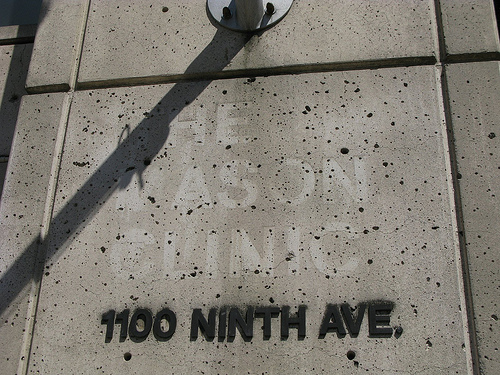 THE
MASON
CLINIC
1100 NINTH AVE.